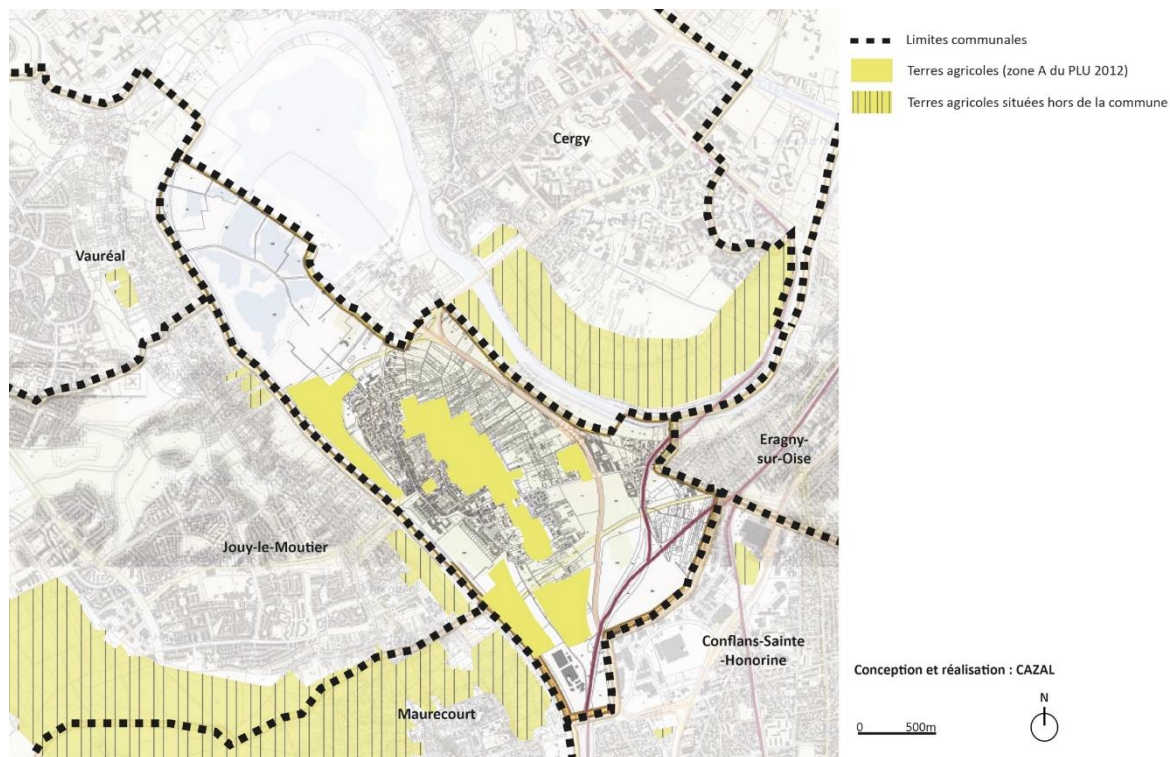 Limites communales
Terres agricoles (zone A du PLU 2012)
Terres agricoles situées hors de la commune
Cergy
Vauréal
Eragny-
sur-Oise
Jouy-le-Moutier
Conflans-Sainte
-Honorine
Maurecourt
Conception et réalisation : CAZAL
N
0 500m